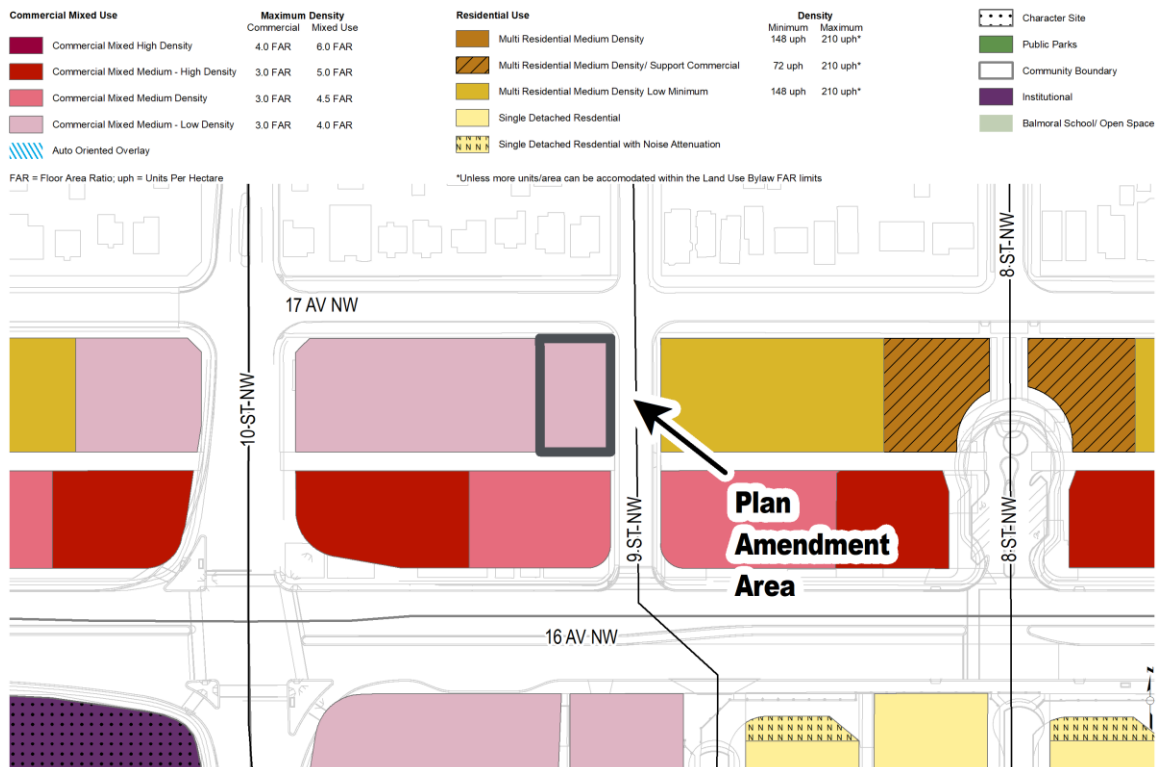 Commercial Mixed Use
Maximum Density
Commercial Mixed Use
Commercial Mixed High Density 4.0 FAR 6.0 FAR
Commercial Mixed Medium - High Density 3.0 FAR 5.0 FAR
Commercial Mixed Medium Density 3.0 FAR 4.5 FAR
Commercial Mixed Medium - Low Density 3.0 FAR 4.0 FAR
Auto Oriented Overlay
FAR = Floor Area Ratio; uph = Units Per Hectare
Residential Use
Density
Minimum Maximum
Multi Residential Medium Density 148 uph 210 uph*
Multi Residential Medium Density/ Support Commercial 72 uph 210 uph*
Multi Residential Medium Density Low Minimum 148 uph 210 uph*
Single Detached Resdential
N N N N
N N N N
Single Detached Resdential with Noise Attenuation
*Unless more units/area can be accomodated within the Land Use Bylaw FAR limits
Character Site
Public Parks
Community Boundary
Institutional
Balmoral School/ Open Space
8-ST-NW
17 AV NW
10-ST-NW
9-ST-NW
8-ST-NW
Plan
Amendment
Area
16 AV NW
N